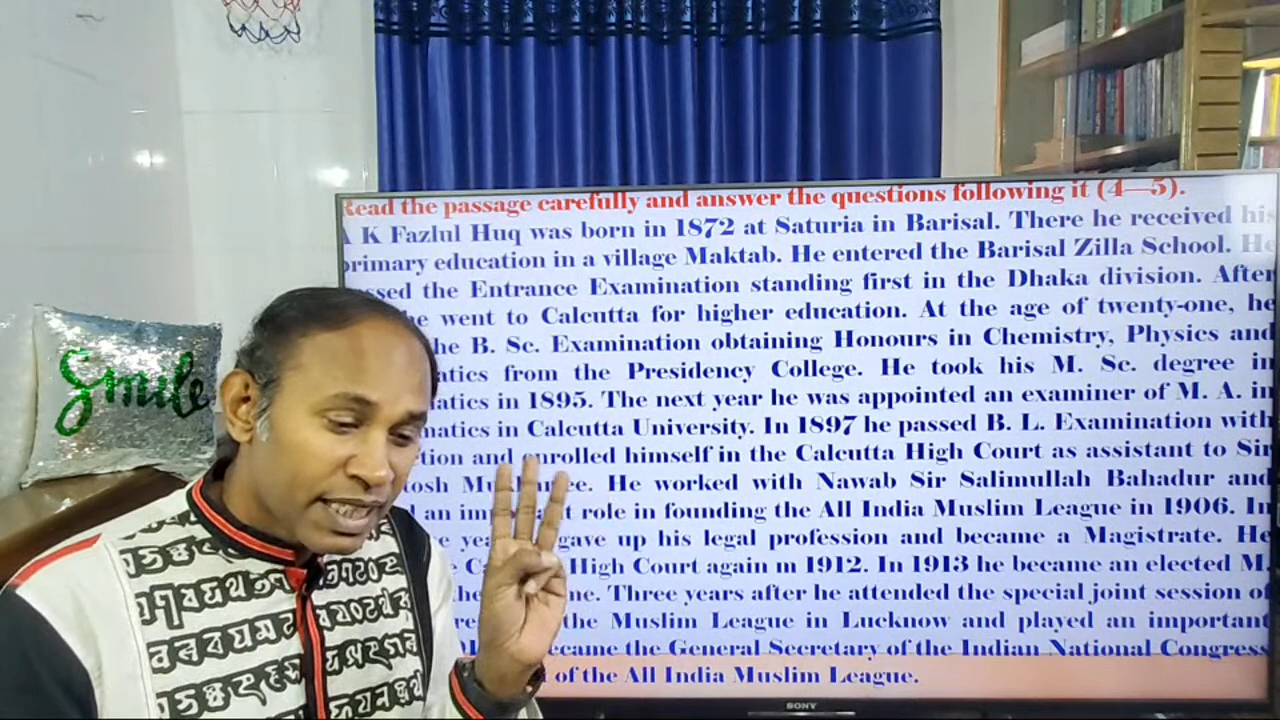 Smile
Read the passage carefully and answer the questions following it (4—5).
A K Fazlul Huq was born in 1872 at Saturia in Barisal. There he received his
primary education in a village Maktab. He entered the Barisal Zilla School. He
the Entrance Examination standing first in the Dhaka division. After
he went to Calcutta for higher education. At the age of twenty-one, he
the B. Sc. Examination obtaining Honours in Chemistry, Physics and
from the Presidency College. He took his M. Sc. degree in
in 1895. The next year he was appointed an examiner of M. A. in
in Calcutta University. In 1897 he passed B. L. Examination with
and enrolled himself in the Calcutta High Court as assistant to Sir
He worked with Nawab Sir Salimullah Bahadur and
an role in founding the All India Muslim League in 1906. In
gave up his legal profession and became a Magistrate. He
High Court again m 1912. In 1913 he became an elected M.
Three years after he attended the special joint session of
the Muslim League in Lucknow and played an important
became the General Secretary of the Indian National Congress
of the All India Muslim League.
SONY